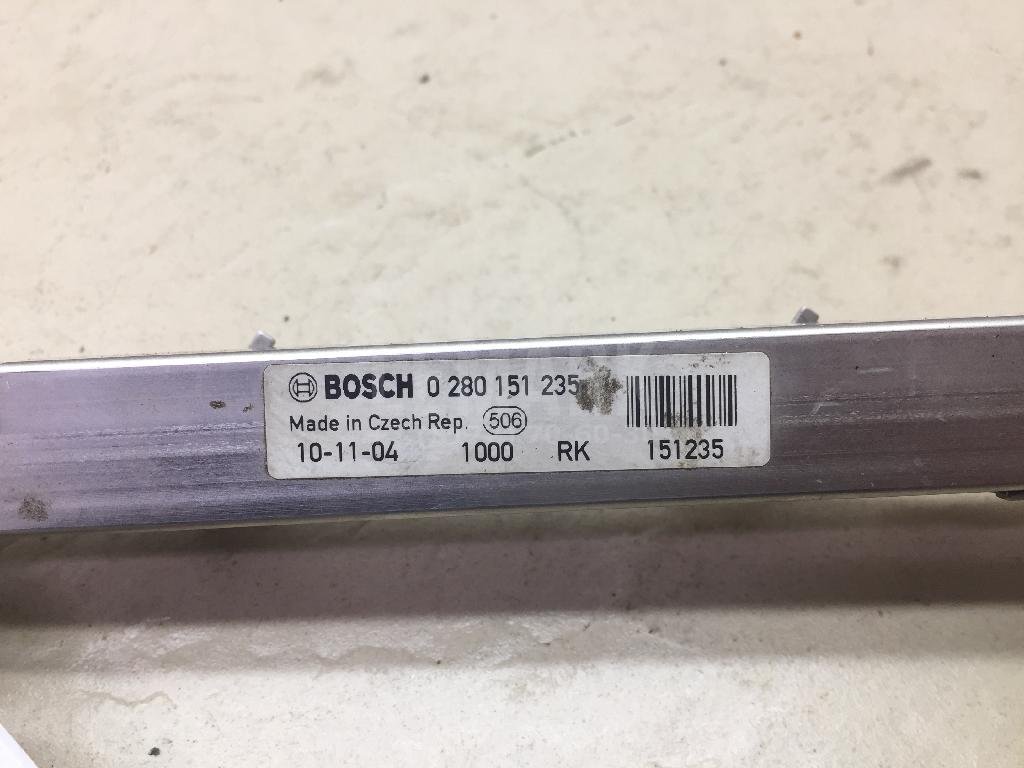 BOSCH 0 280 151 235
Made in Czech Rep. 506
10-11-04 1000 RK 151235